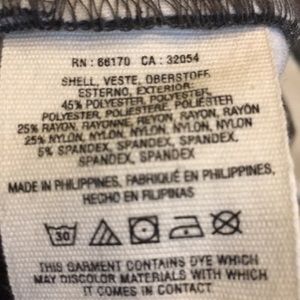 RN : 66170 CA : 32054
SHELL, VESTE, OBERSTOFF,
ESTERNO, EXTERIOR:
45% POLYESTER, POLYESTER,
POLYESTER, POLIESTERE, POLIÉSTER
25% RAYON, RAYONNE, REYON, RAYON, RAYON
25% NYLON, NYLON, NYLON, NYLON, NYLON
5% SPANDEX, SPANDEX, SPANDEX,
SPANDEX, SPANDEX
MADE IN PHILIPPINES, FABRIQUÉ EN PHILIPPINES,
HECHO EN FILIPINAS
30
THIS GARMENT CONTAINS DYE WHICH
MAY DISCOLOR MATERIALS WITH WHICH
IT COMES IN CONTACT